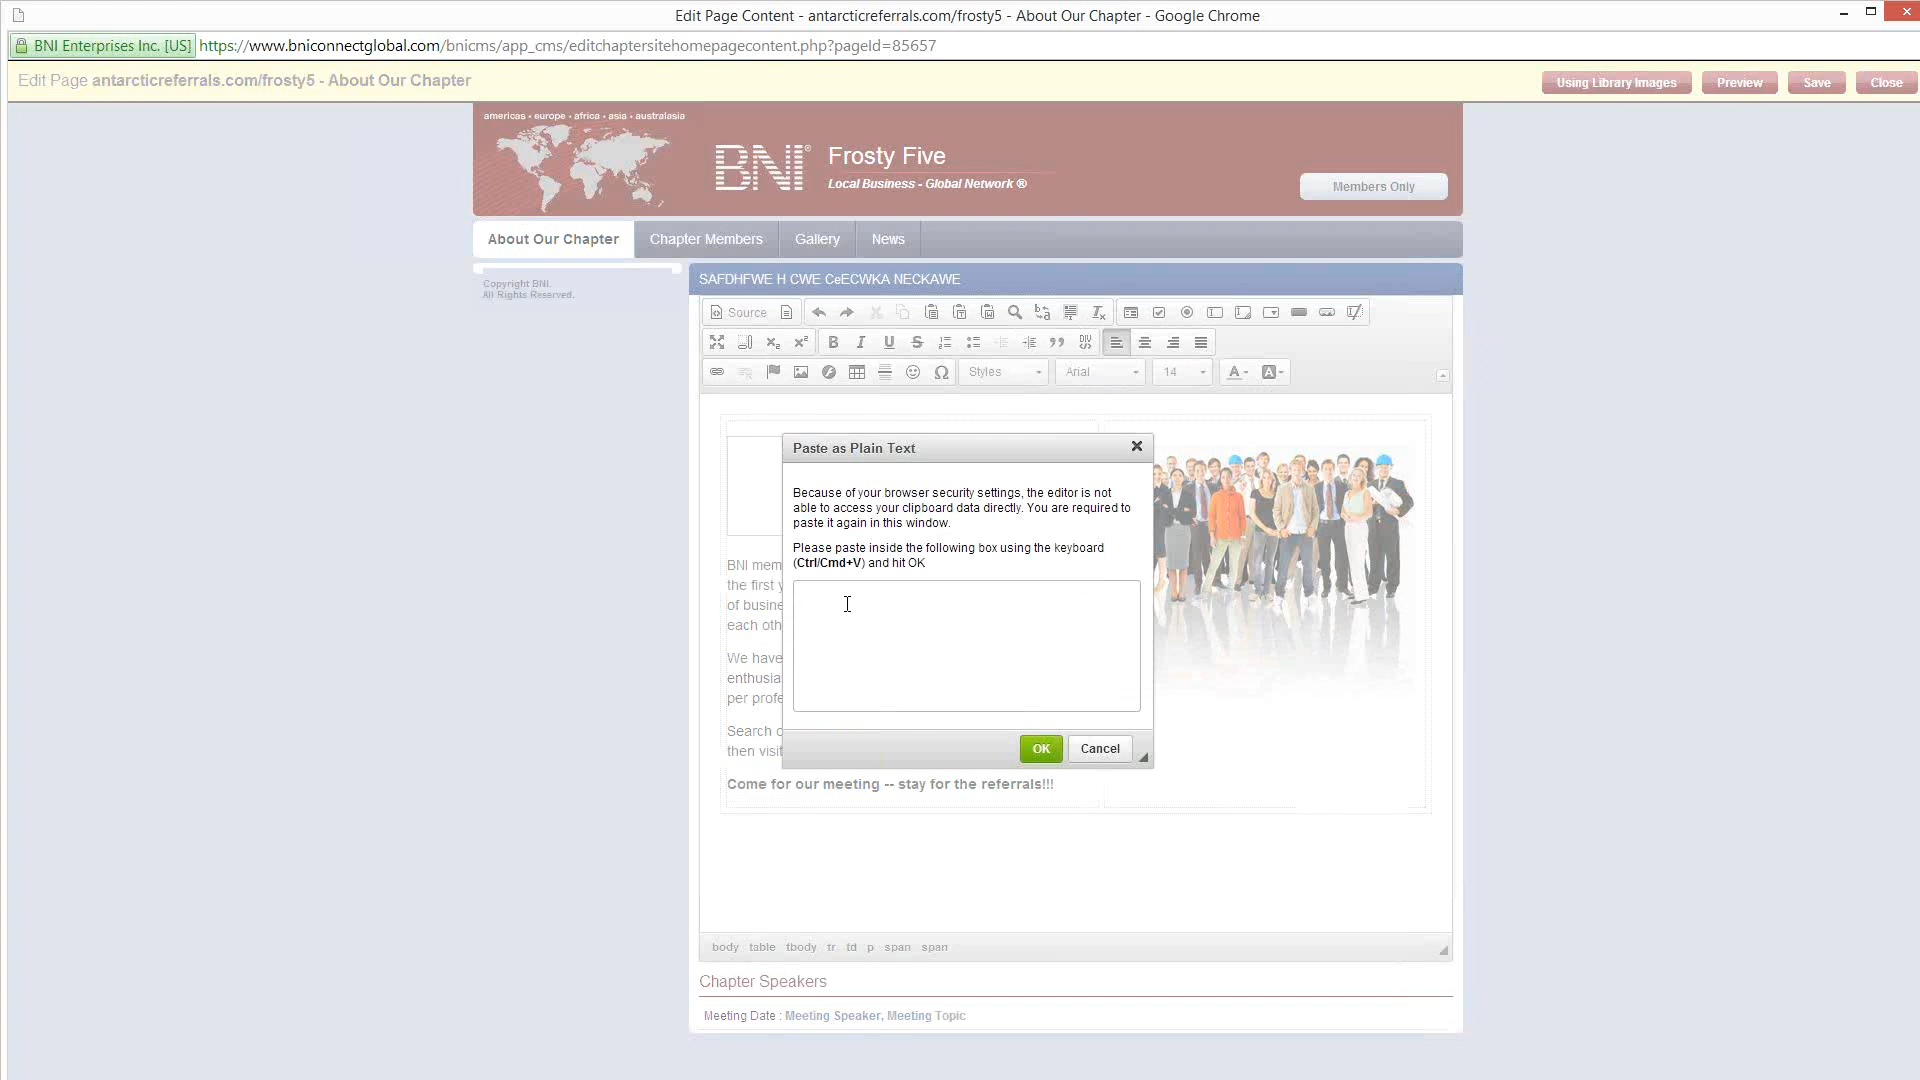 Edit Page Content - antarcticreferrals.com/frosty5 - About Our Chapter - Google Chrome
BNI Enterprises Inc. [US] https://www.bniconnectglobal.com/bnicms/app_cms/editchaptersitehomepagecontent.php?pageId=85657
Edit Page antarcticreferrals.com/frosty5 - About Our Chapter
Using Library Images Preview Save Close
americas • europe • africa • asia • australasia
BNI®
Frosty Five
Local Business - Global Network ®
Members Only
About Our Chapter Chapter Members Gallery News
Copyright BNI.
All Rights Reserved.
SAFDHFWE H CWE CeECWKA NECKAWE
Source
Styles Arial 14
Paste as Plain Text
Because of your browser security settings, the editor is not
able to access your clipboard data directly. You are required to
paste it again in this window.
Please paste inside the following box using the keyboard
(Ctrl/Cmd+V) and hit OK
OK Cancel
BNI mem
the first y
of busine
each oth
We have
enthusia
per profe
Search o
then visit
Come for our meeting -- stay for the referrals!!!
body table tbody tr td p span span
Chapter Speakers
Meeting Date : Meeting Speaker, Meeting Topic